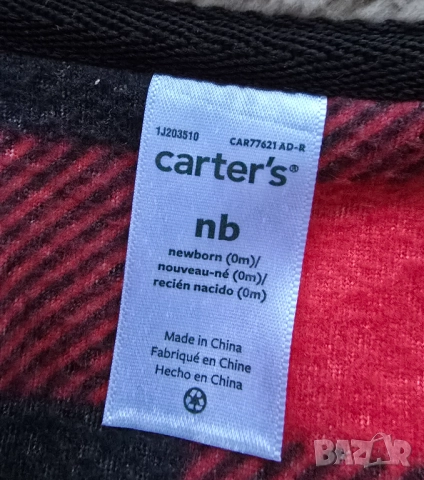 1J203510 CAR77621 AD-R
carter's®
nb
newborn (0m)/
nouveau-né (0m)/
recién nacido (0m)
Made in China
Fabriqué en Chine
Hecho en China
BAZAR